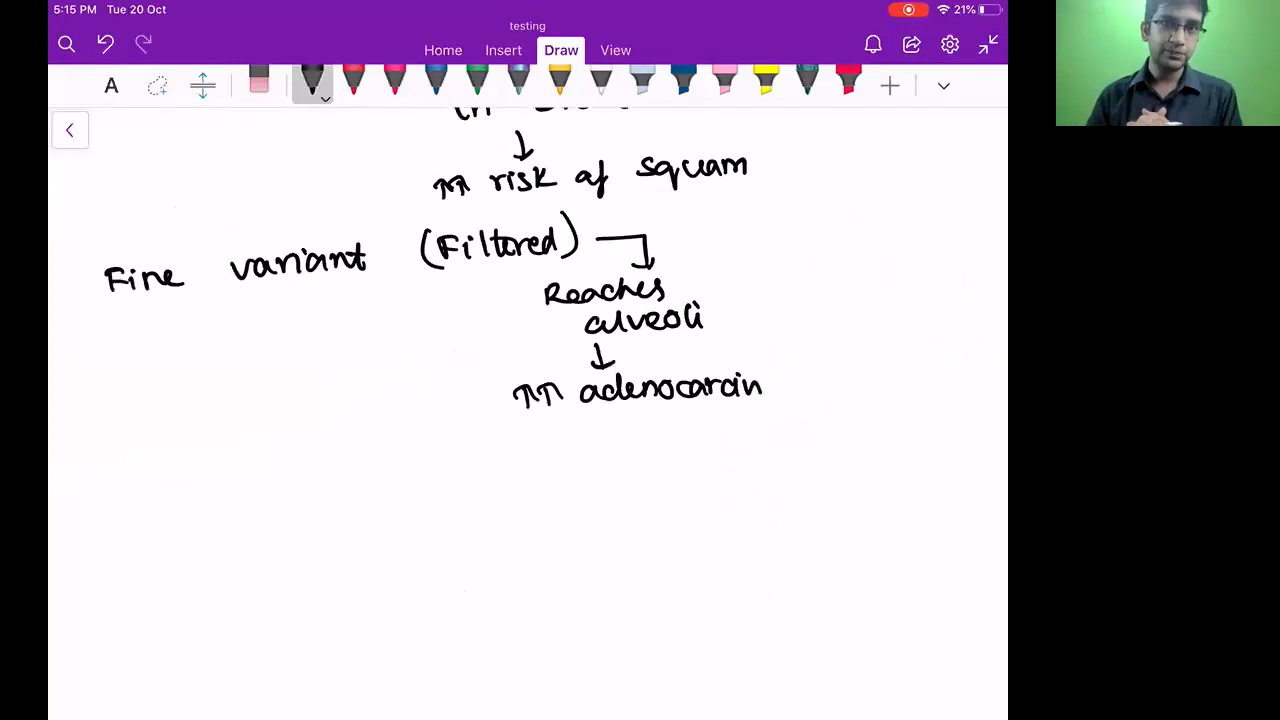 5:15 PM Tue 20 Oct
21%
testing
Home Insert Draw View
A
↓
↑↑ risk of squam
Fine variant (Filtered)
Reaches
alveoli
↓
↑↑ adenocarcin